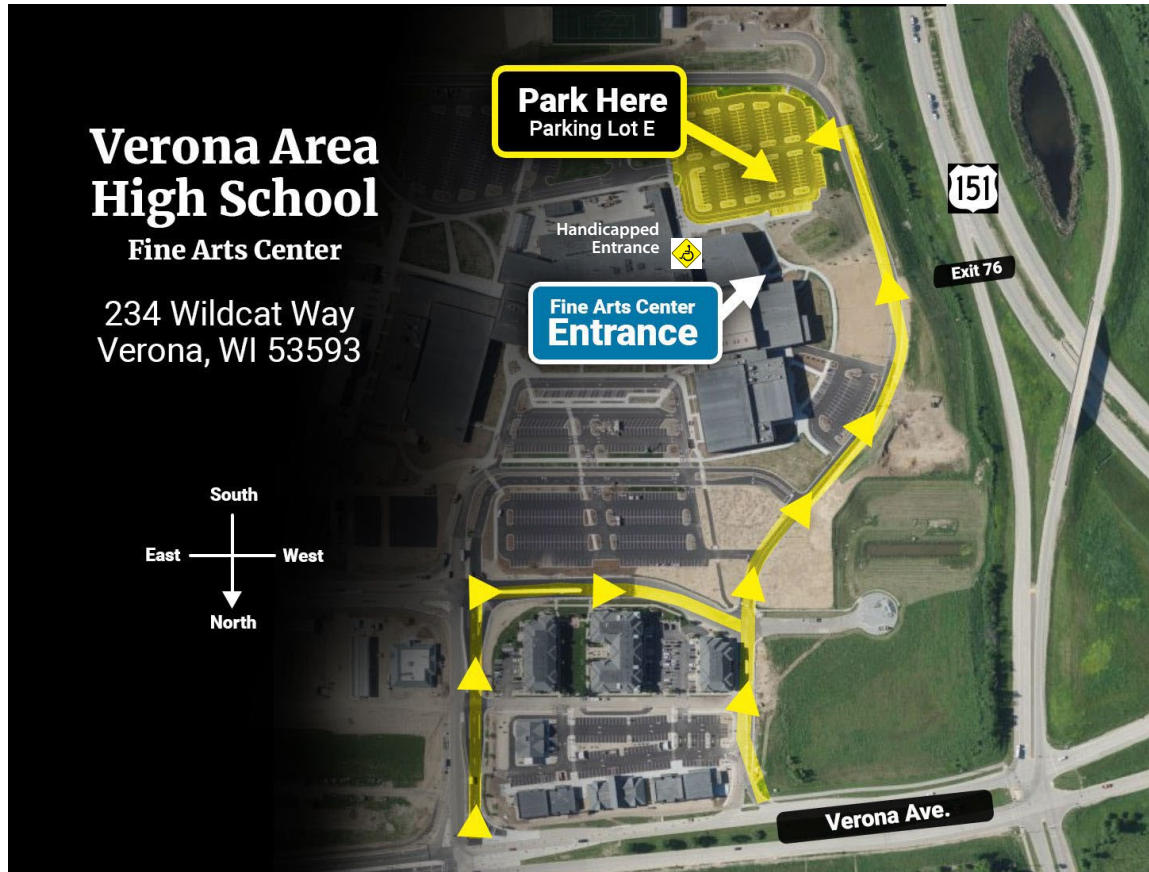 Verona Area
High School
Fine Arts Center
234 Wildcat Way
Verona, WI 53593
Park Here
Parking Lot E
151
Exit 76
Handicapped
Entrance
Fine Arts Center
Entrance
South
East
West
North
Verona Ave.